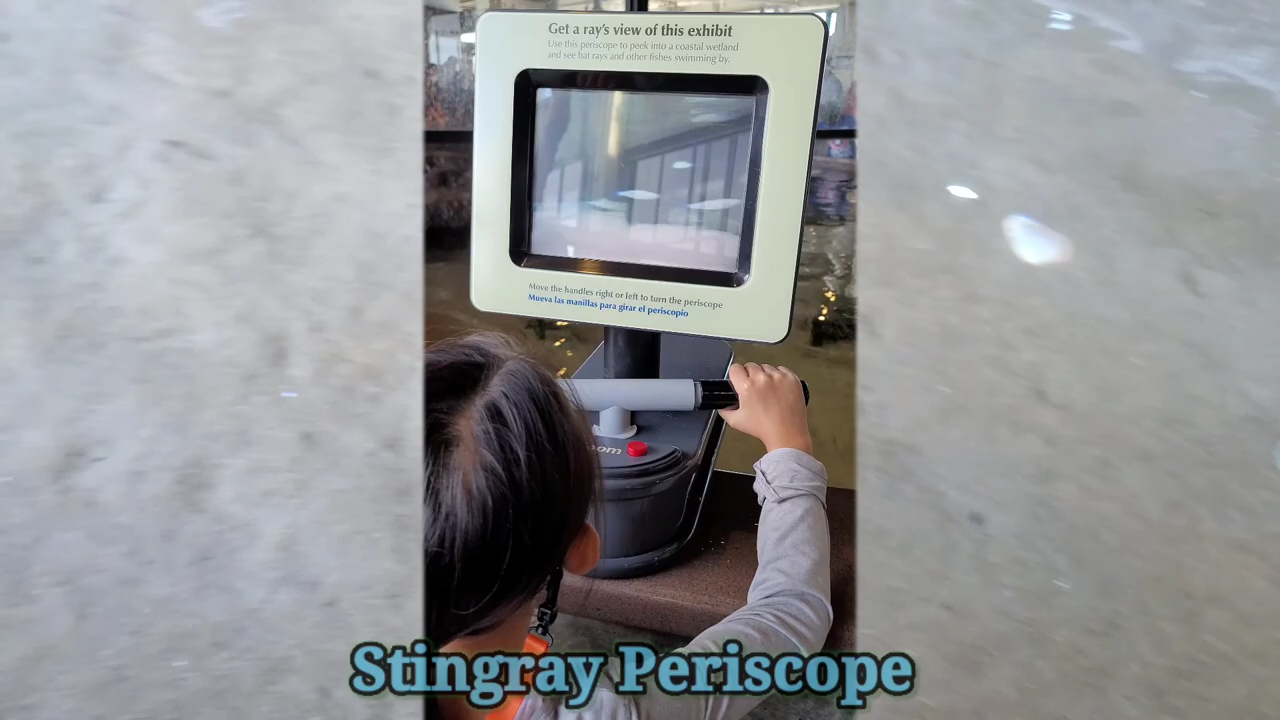 Get a ray's view of this exhibit
Use this periscope to peek into a coastal wetland
and see bat rays and other fishes swimming by.
Move the handles right or left to turn the periscope
Mueva las manillas para girar el periscopio
Stingray Periscope